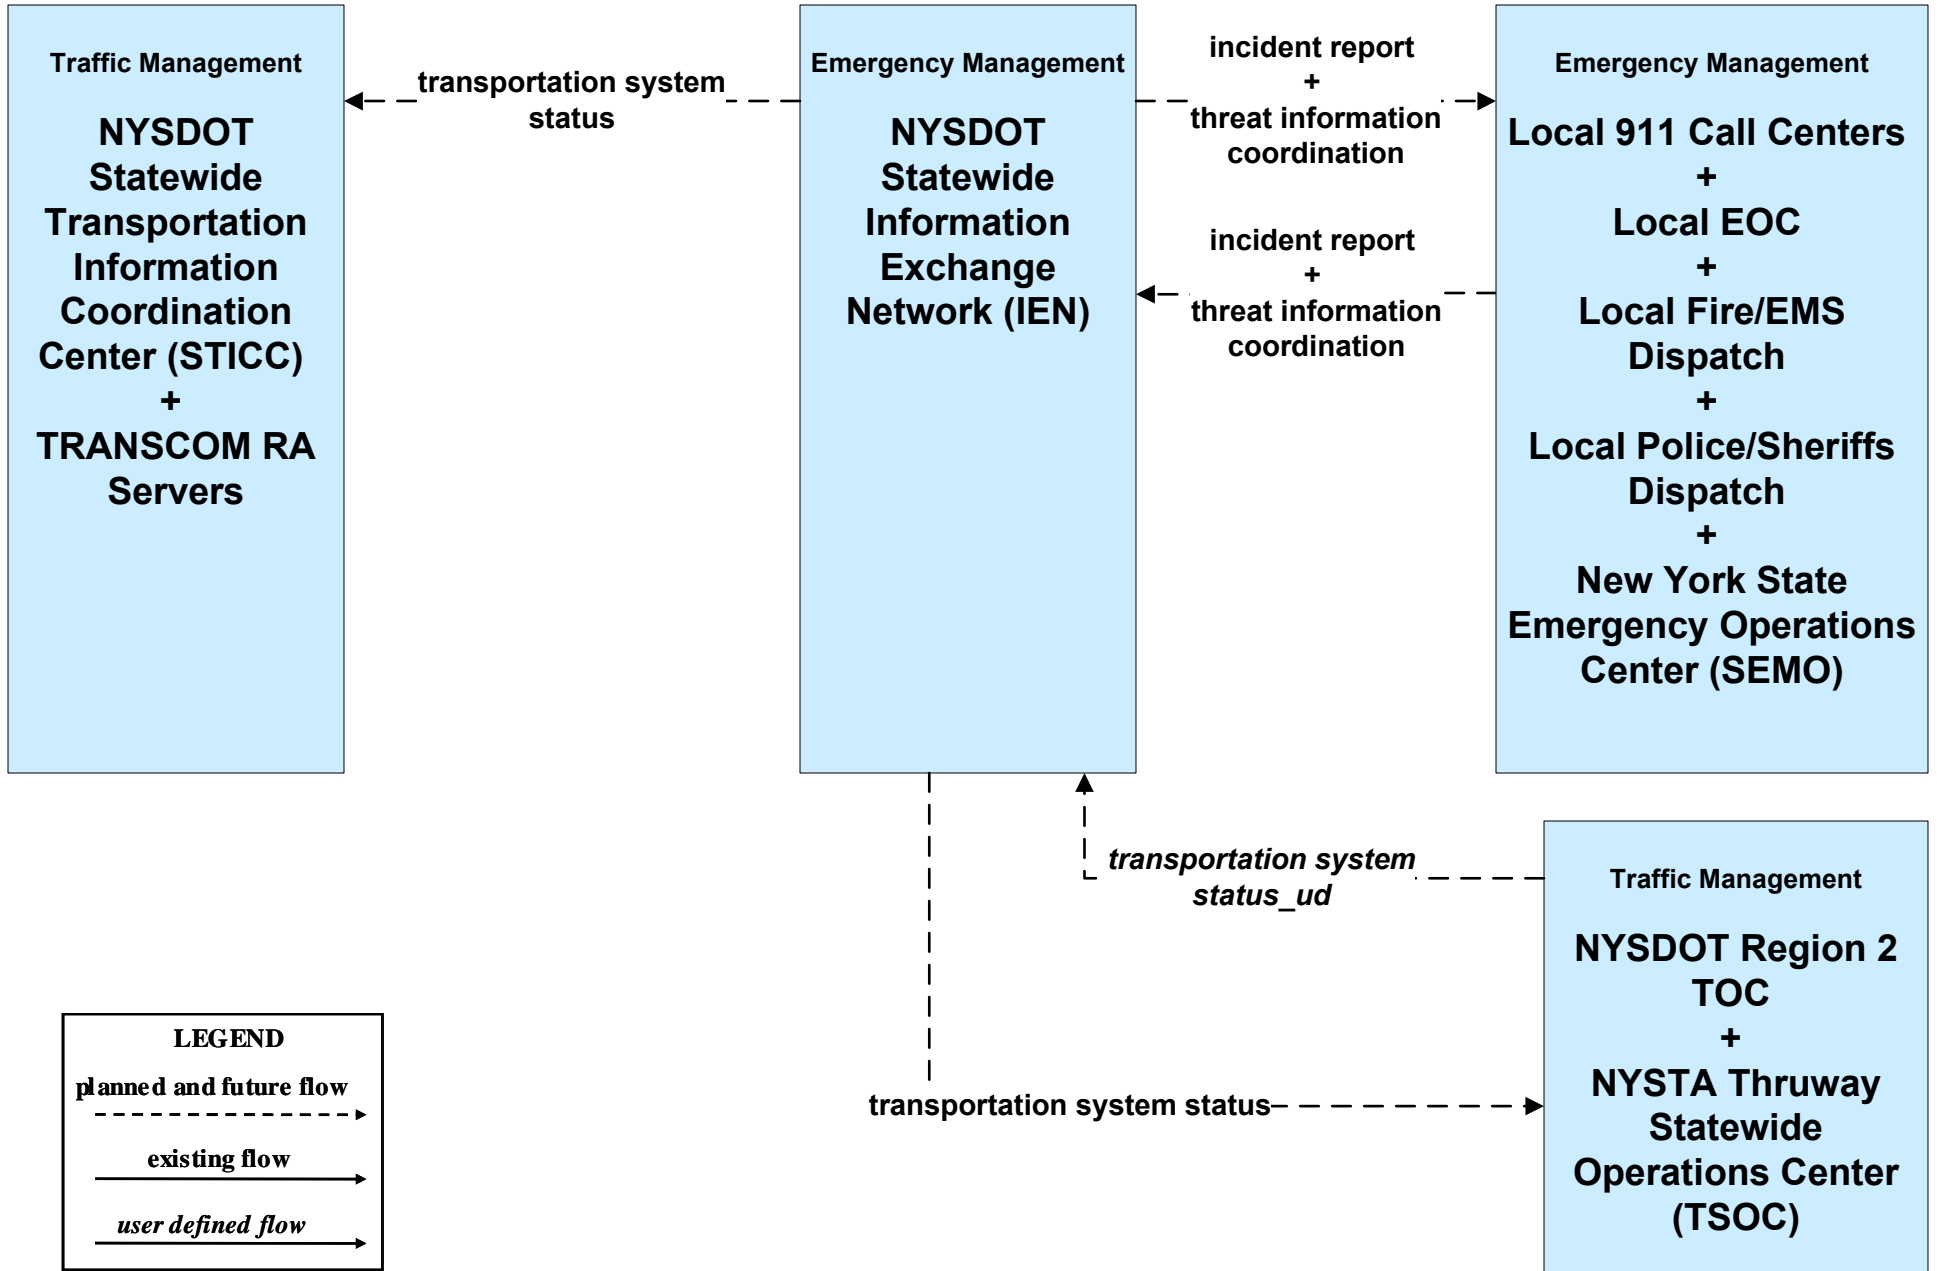 Traffic Management
NYSDOT
Statewide
Transportation
Information
Coordination
Center (STICC)
+
TRANSCOM RA
Servers
transportation system
status
Emergency Management
NYSDOT
Statewide
Information
Exchange
Network (IEN)
incident report
+
threat information
coordination
incident report
+
threat information
coordination
Emergency Management
Local 911 Call Centers
+
Local EOC
+
Local Fire/EMS
Dispatch
+
Local Police/Sheriffs
Dispatch
+
New York State
Emergency Operations
Center (SEMO)
transportation system
status_ud
transportation system status
Traffic Management
NYSDOT Region 2
TOC
+
NYSTA Thruway
Statewide
Operations Center
(TSOC)
LEGEND
planned and future flow
existing flow
user defined flow